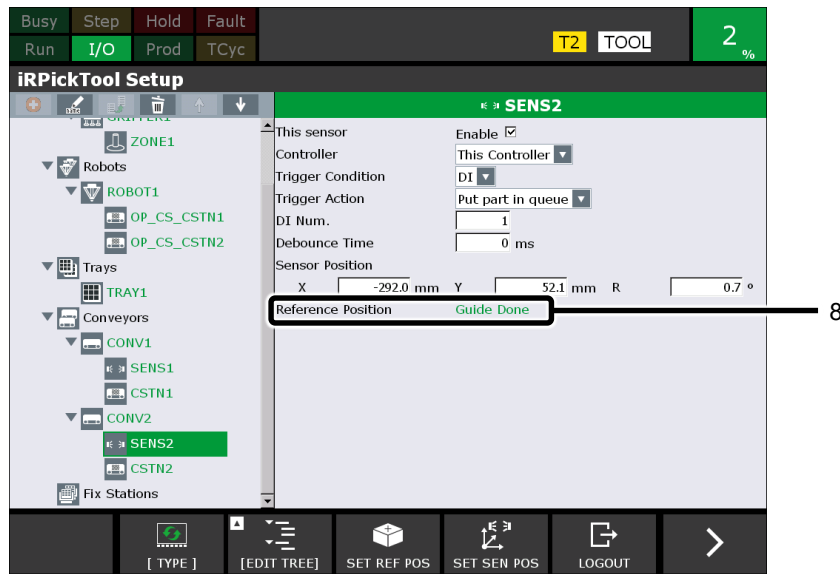 Busy Step Hold Fault
Run I/O Prod TCyc
T2 TOOL
2 %
iRPickTool Setup
SENS2
ZONE1
Robots
ROBOT1
OP_CS_CSTN1
OP_CS_CSTN2
Trays
TRAY1
Conveyors
CONV1
SENS1
CSTN1
CONV2
SENS2
CSTN2
Fix Stations
This sensor Enable
Controller This Controller
Trigger Condition DI
Trigger Action Put part in queue
DI Num. 1
Debounce Time 0 ms
Sensor Position
X -292.0 mm Y 52.1 mm R 0.7 °
Reference Position Guide Done
8
[ TYPE ] [EDIT TREE] SET REF POS SET SEN POS LOGOUT